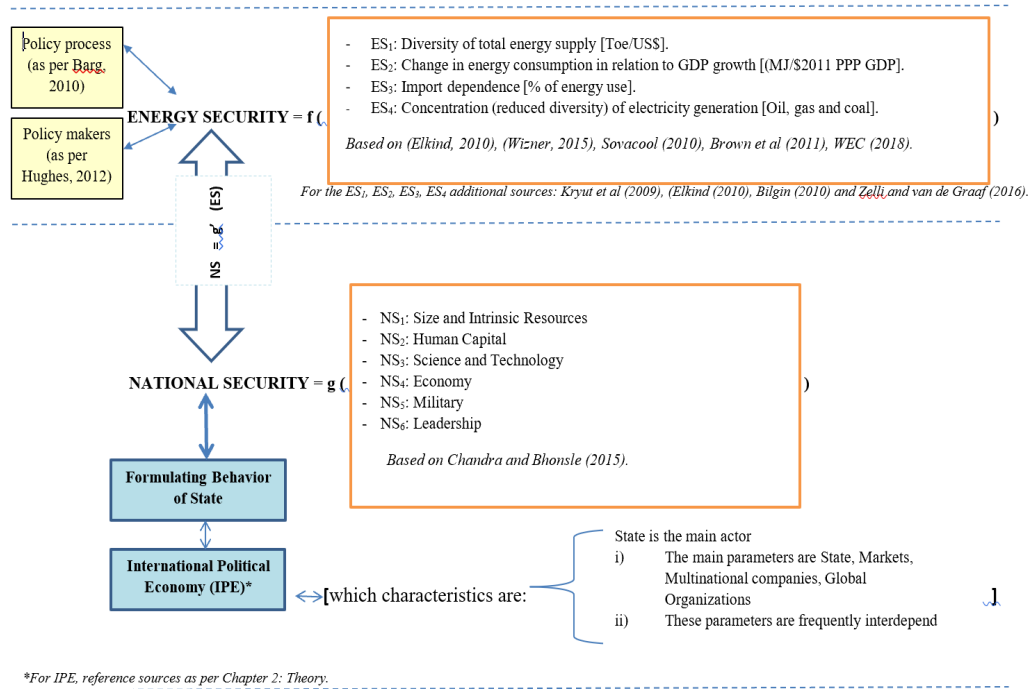 Policy process
(as per Barg,
2010)
- ES₁: Diversity of total energy supply [Toe/US$].
- ES₂: Change in energy consumption in relation to GDP growth [(MJ/$2011 PPP GDP].
- ES₃: Import dependence [% of energy use].
- ES₄: Concentration (reduced diversity) of electricity generation [Oil, gas and coal].
Based on (Elkind, 2010), (Wizner, 2015), Sovacool (2010), Brown et al (2011), WEC (2018).
ENERGY SECURITY = f ( )
Policy makers
(as per
Hughes, 2012)
For the ES₁, ES₂, ES₃, ES₄ additional sources: Kryut et al (2009), (Elkind (2010), Bilgin (2010) and Zelli and van de Graaf (2016).
NS = g′ (ES)
- NS₁: Size and Intrinsic Resources
- NS₂: Human Capital
- NS₃: Science and Technology
- NS₄: Economy
- NS₅: Military
- NS₆: Leadership
Based on Chandra and Bhonsle (2015).
NATIONAL SECURITY = g ( )
Formulating Behavior
of State
International Political
Economy (IPE)*
[which characteristics are:
State is the main actor
i) The main parameters are State, Markets,
Multinational companies, Global
Organizations
ii) These parameters are frequently interdepend
]
*For IPE, reference sources as per Chapter 2: Theory.